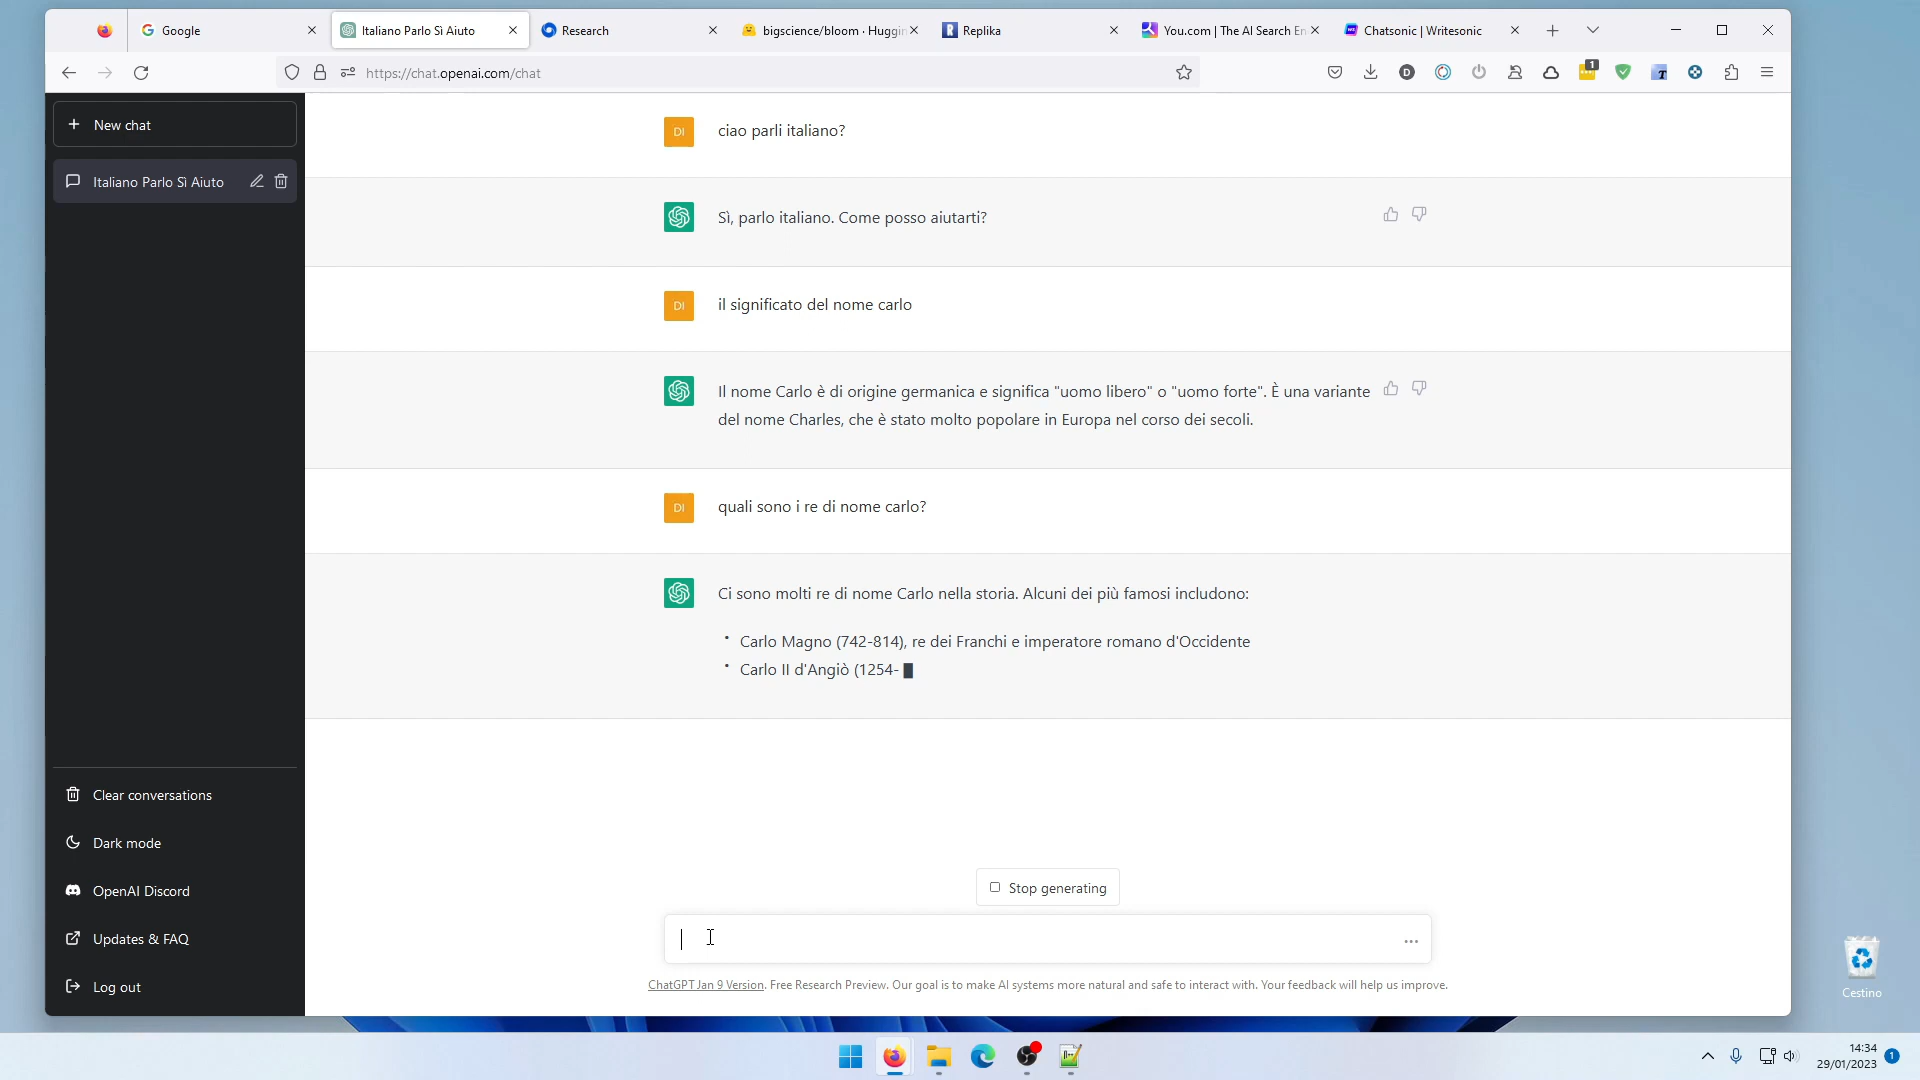 Google
Italiano Parlo Sì Aiuto
Research
bigscience/bloom · Huggin
Replika
You.com | The AI Search En
Chatsonic | Writesonic
https://chat.openai.com/chat
D
1
T
New chat
Italiano Parlo Sì Aiuto
DI
ciao parli italiano?
Sì, parlo italiano. Come posso aiutarti?
DI
il significato del nome carlo
Il nome Carlo è di origine germanica e significa "uomo libero" o "uomo forte". È una variante
del nome Charles, che è stato molto popolare in Europa nel corso dei secoli.
DI
quali sono i re di nome carlo?
Ci sono molti re di nome Carlo nella storia. Alcuni dei più famosi includono:
• Carlo Magno (742-814), re dei Franchi e imperatore romano d'Occidente
• Carlo II d'Angiò (1254-
Clear conversations
Dark mode
OpenAI Discord
Updates & FAQ
Log out
Stop generating
ChatGPT Jan 9 Version. Free Research Preview. Our goal is to make AI systems more natural and safe to interact with. Your feedback will help us improve.
Cestino
14:34
29/01/2023
1